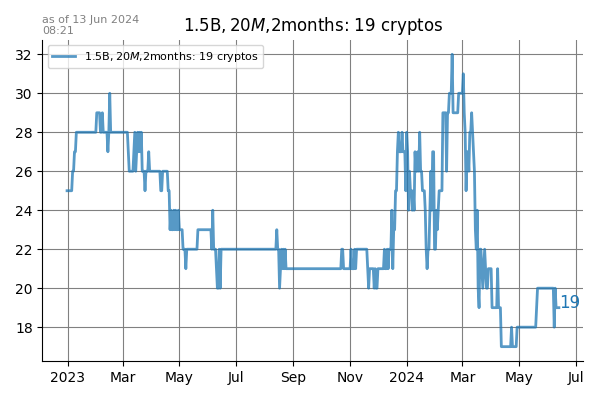 as of 13 Jun 2024
08:21
1.5B, 20M,2months: 19 cryptos
1.5B, 20M,2months: 19 cryptos
32
30
28
26
24
22
20
18
19
2023 Mar May Jul Sep Nov 2024 Mar May Jul